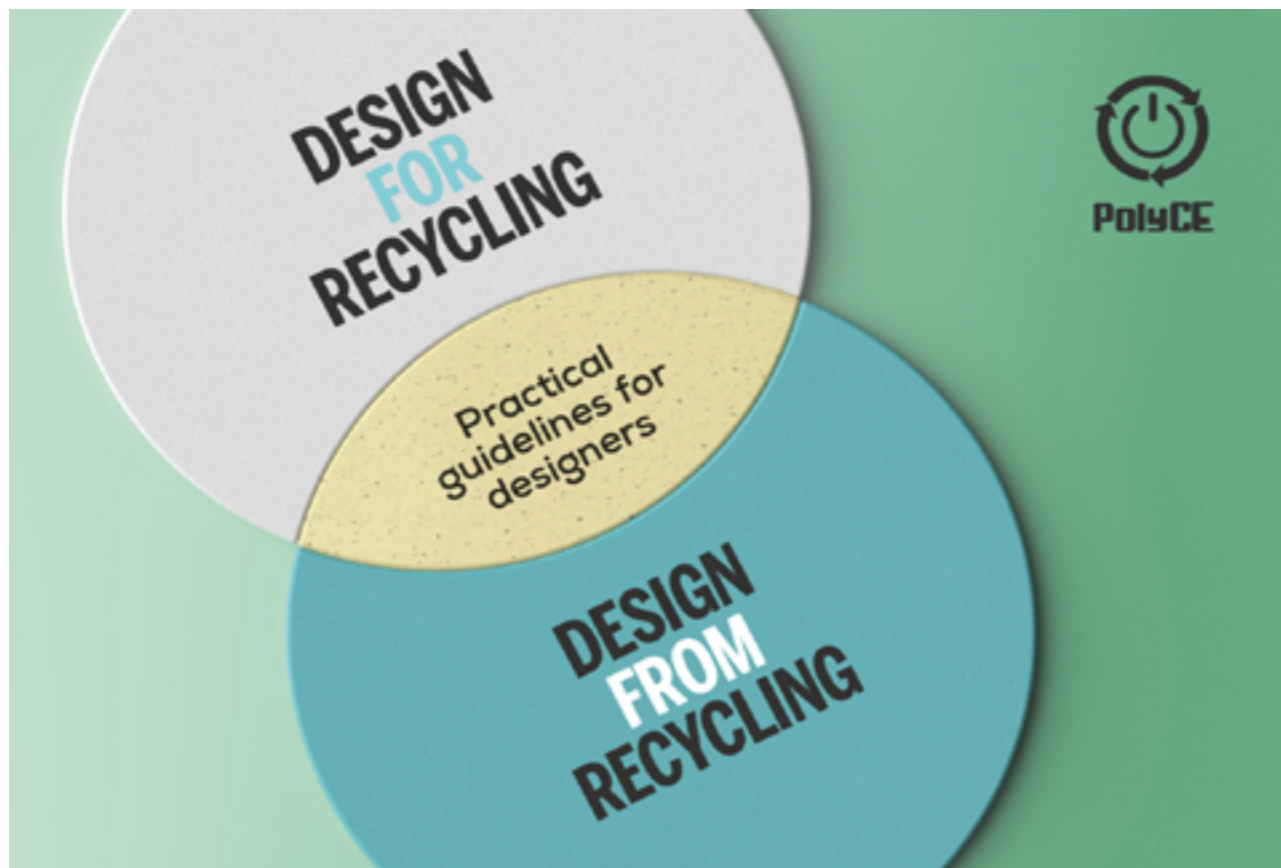 DESIGN
FOR
RECYCLING
PolyCE
Practical
guidelines for
designers
DESIGN
FROM
RECYCLING